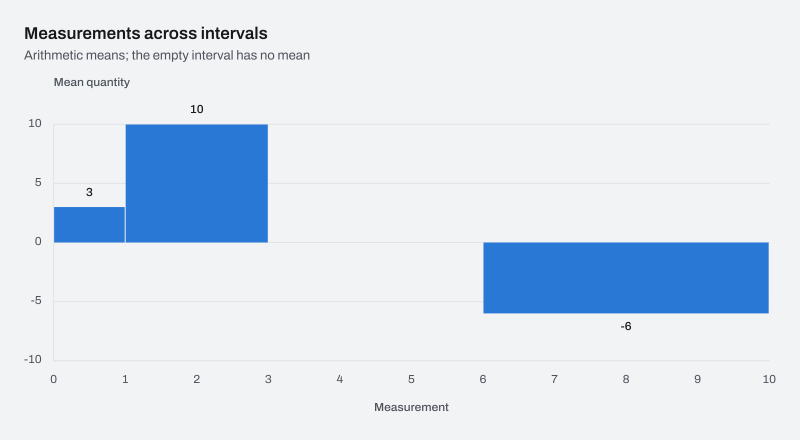 Measurements across intervals
Arithmetic means; the empty interval has no mean
Mean quantity
10
10
5
3
0
-5
-6
-10
0 1 2 3 4 5 6 7 8 9 10
Measurement